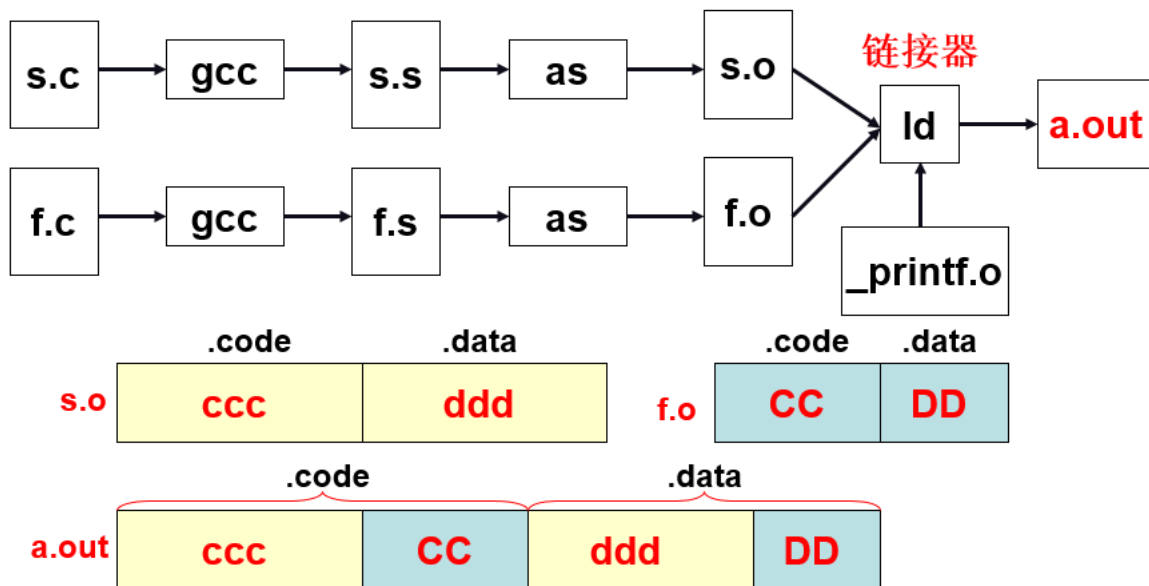 s.c gcc s.s as s.o 链接器
ld a.out
f.c gcc f.s as f.o
_printf.o
.code .data .code .data
s.o ccc ddd f.o CC DD
.code .data
a.out ccc CC ddd DD